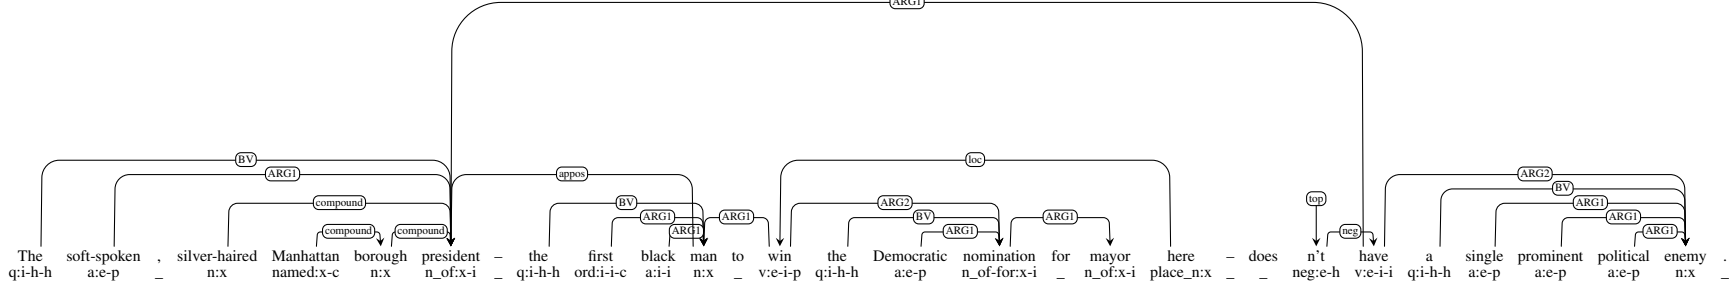 ARG1
BV loc
ARG1 appos ARG2
BV
top
compound BV ARG2 ARG1
ARG1 ARG1 BV ARG1 ARG1
compound compound ARG1 ARG1 neg ARG1
The soft-spoken , silver-haired Manhattan borough president – the first black man to win the Democratic nomination for mayor here – does n't have a single prominent political enemy .
q:i-h-h a:e-p _ n:x named:x-c n:x n_of:x-i _ q:i-h-h ord:i-i-c a:i-i n:x _ v:e-i-p q:i-h-h a:e-p n_of-for:x-i _ n_of:x-i place_n:x _ _ neg:e-h v:e-i-i q:i-h-h a:e-p a:e-p a:e-p n:x _